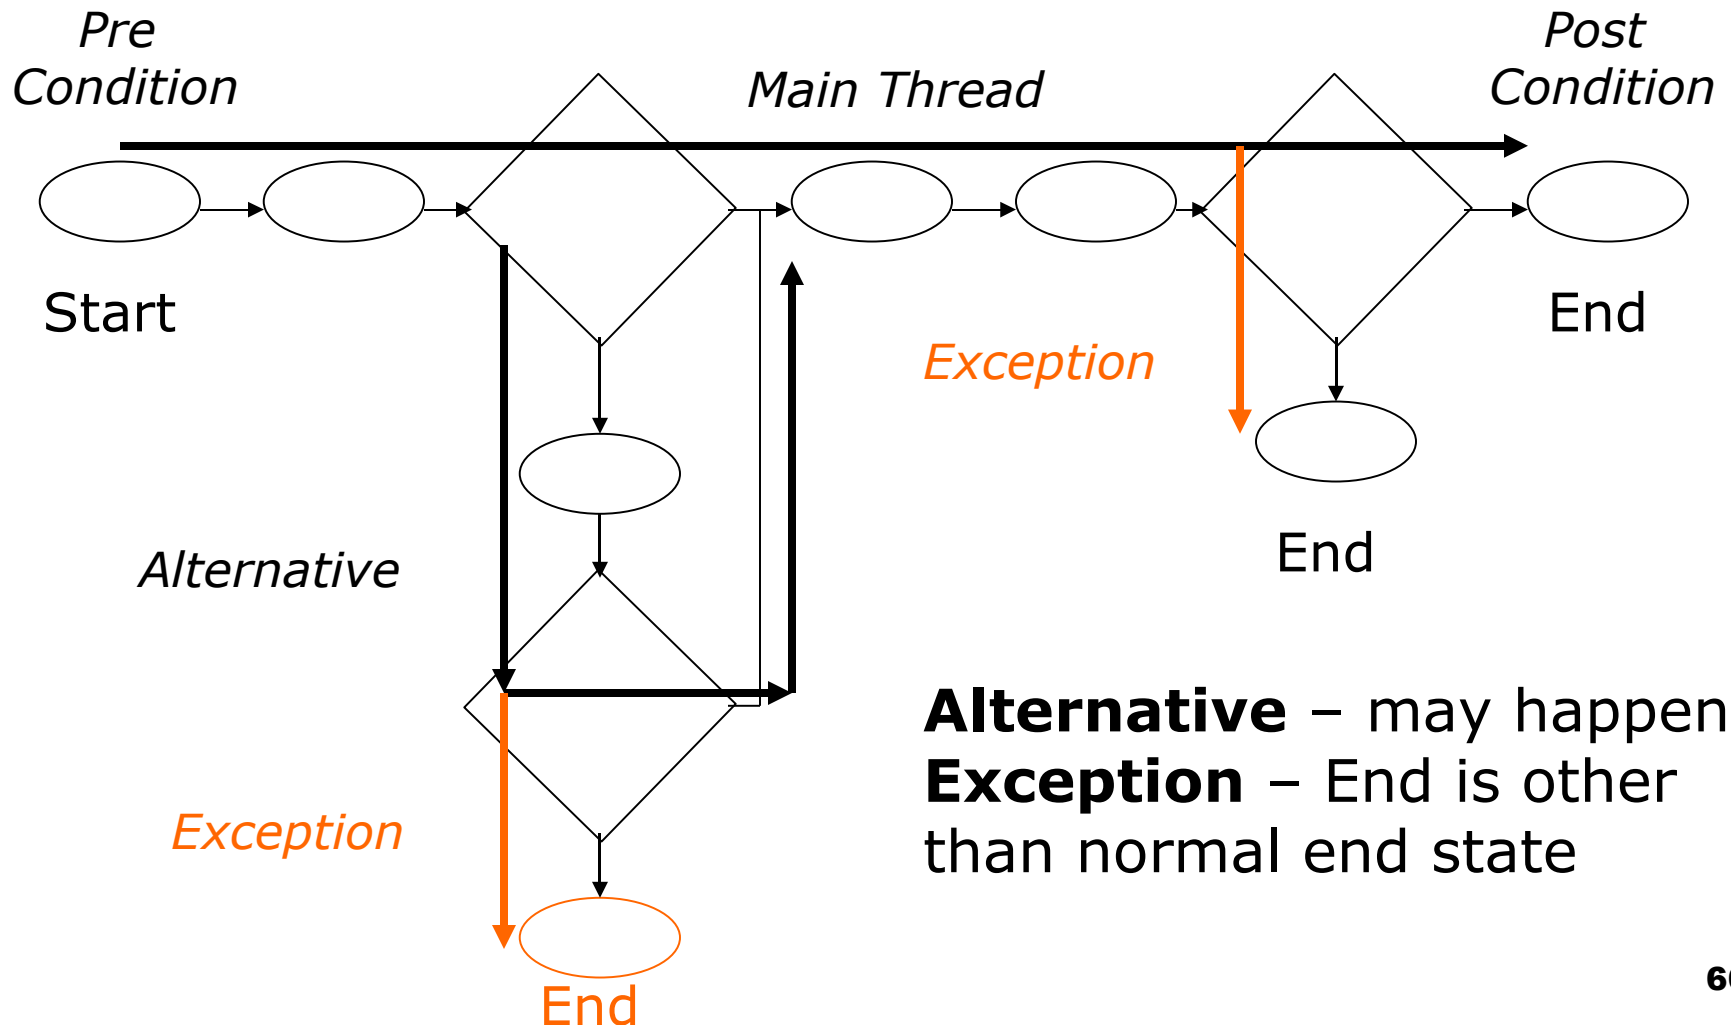 Pre
Condition
Main Thread
Post
Condition
Start
End
Exception
End
Alternative
Alternative – may happen
Exception – End is other
than normal end state
Exception
End